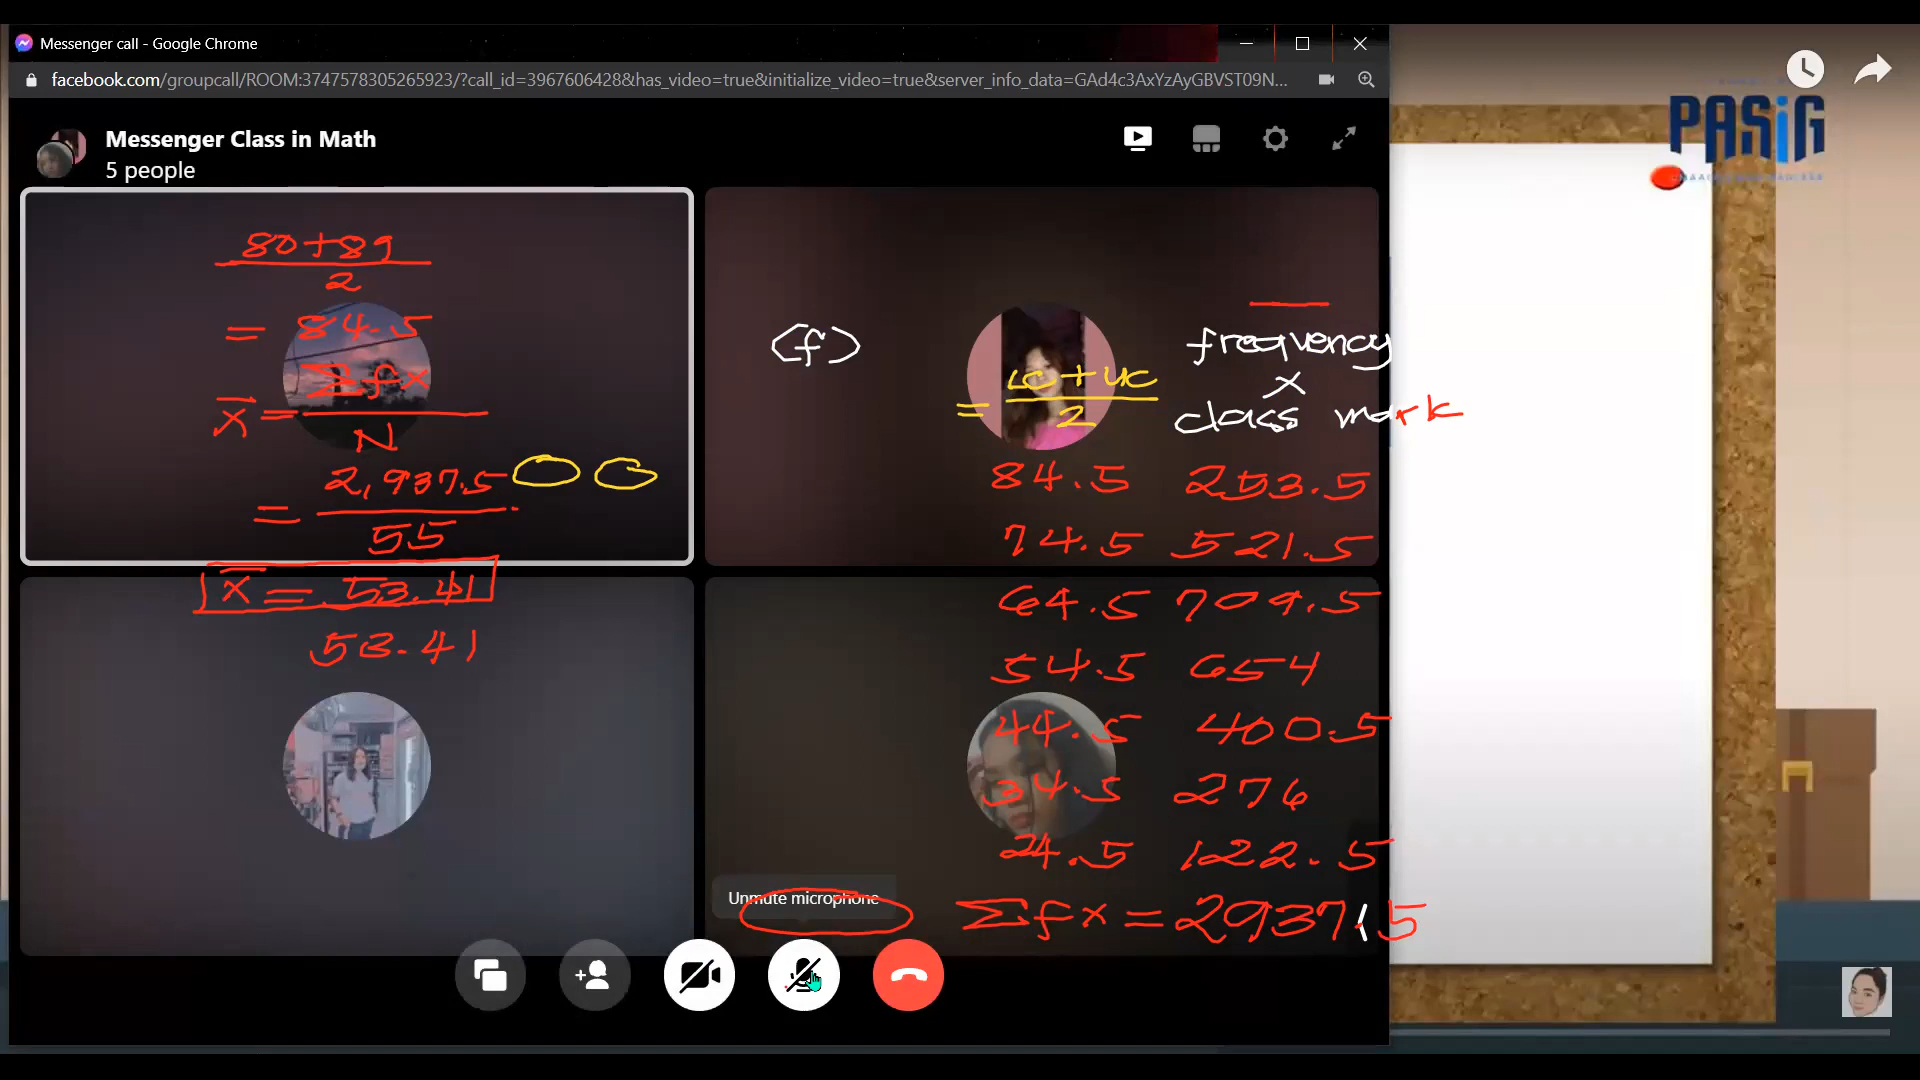 Messenger call - Google Chrome
facebook.com/groupcall/ROOM:3747578305265923/?call_id=3967606428&has_video=true&initialize_video=true&server_info_data=GAd4c3AxYzAyGBVST09N...
Messenger Class in Math
5 people
PASiG
80+89
2
= 84.5
x̄ = Σfx
N
= 2,937.5
55
x̄ = 53.41
53.41
(f)
= LC+UC
2
frequency
x
class mark
84.5 253.5
74.5 521.5
64.5 709.5
54.5 654
44.5 400.5
34.5 276
24.5 122.5
Σfx = 2937.5
Unmute microphone